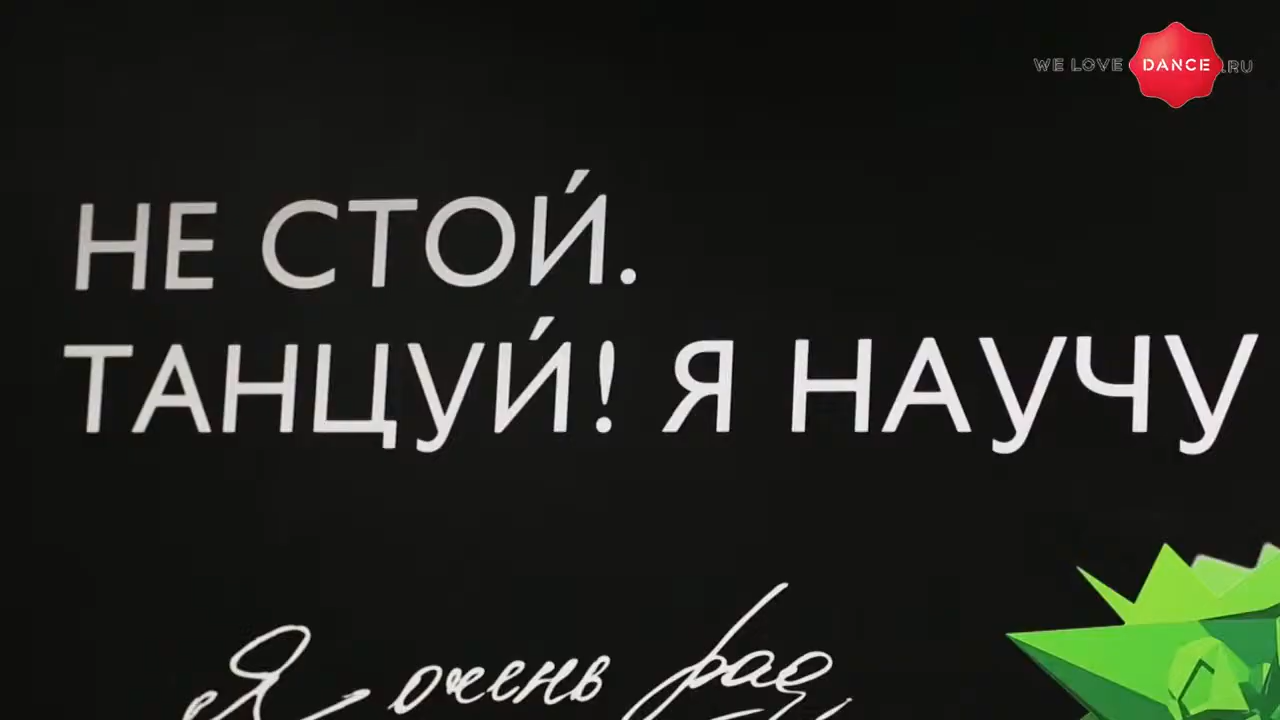 WE LOVE DANCE.RU
НЕ СТОЙ.
ТАНЦУЙ! Я НАУЧУ
Я очень рад